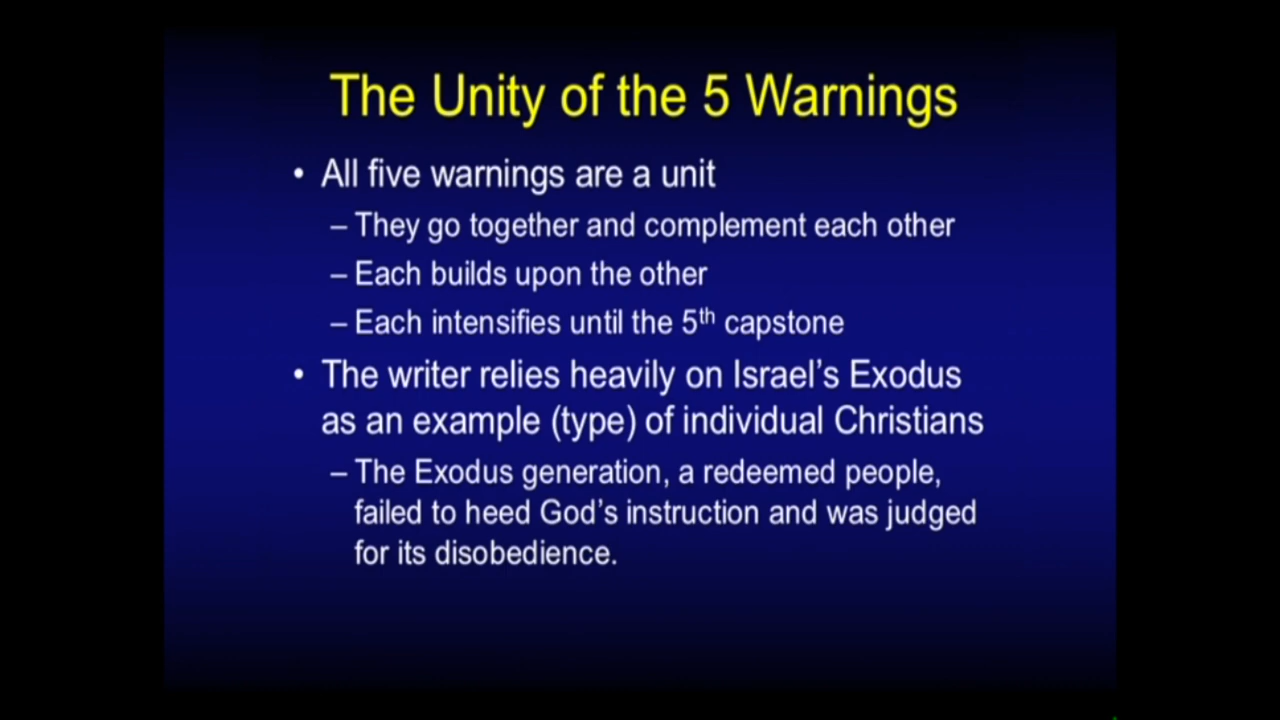 The Unity of the 5 Warnings
• All five warnings are a unit
– They go together and complement each other
– Each builds upon the other
– Each intensifies until the 5th capstone
• The writer relies heavily on Israel’s Exodus
as an example (type) of individual Christians
– The Exodus generation, a redeemed people,
failed to heed God’s instruction and was judged
for its disobedience.